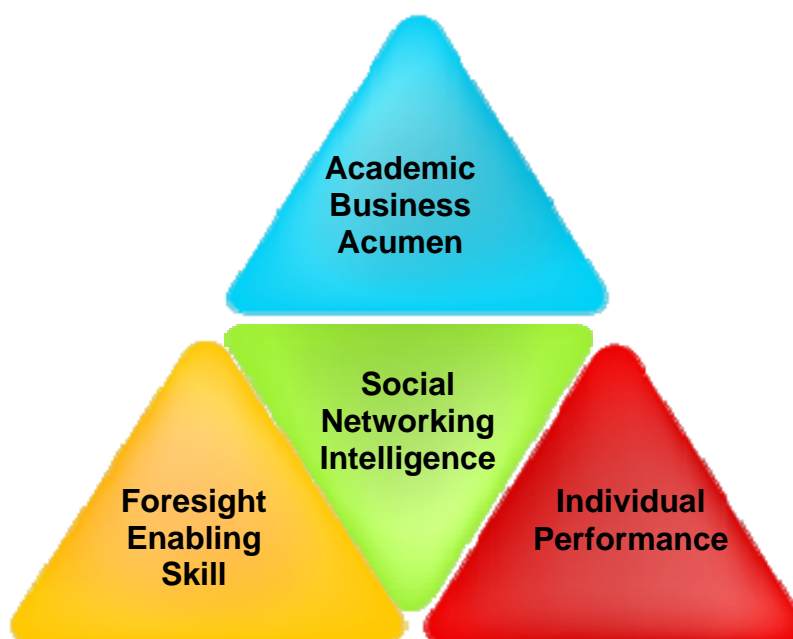 Academic
Business
Acumen
Social
Networking
Intelligence
Foresight
Enabling
Skill
Individual
Performance